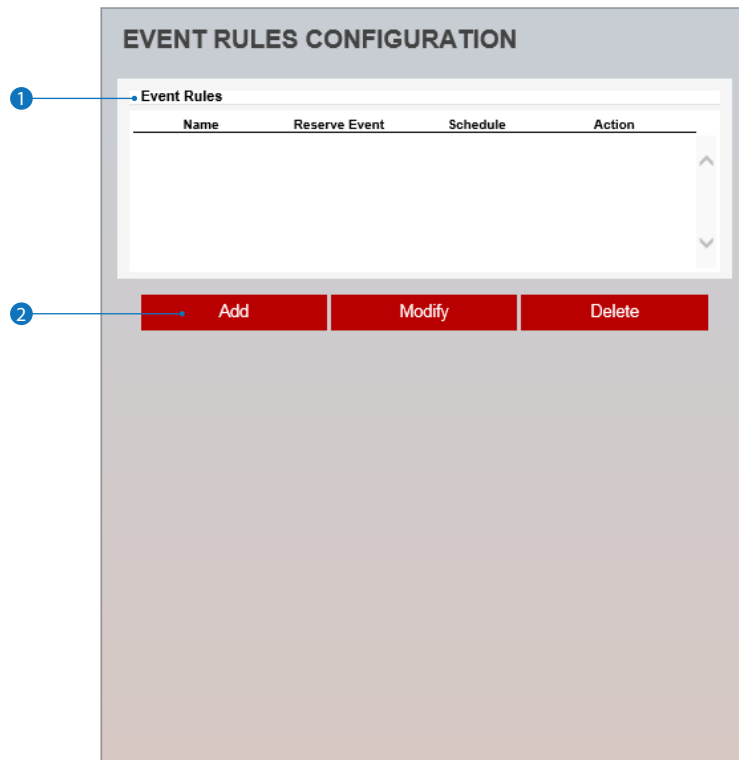 EVENT RULES CONFIGURATION
1 Event Rules
Name Reserve Event Schedule Action
2 Add Modify Delete